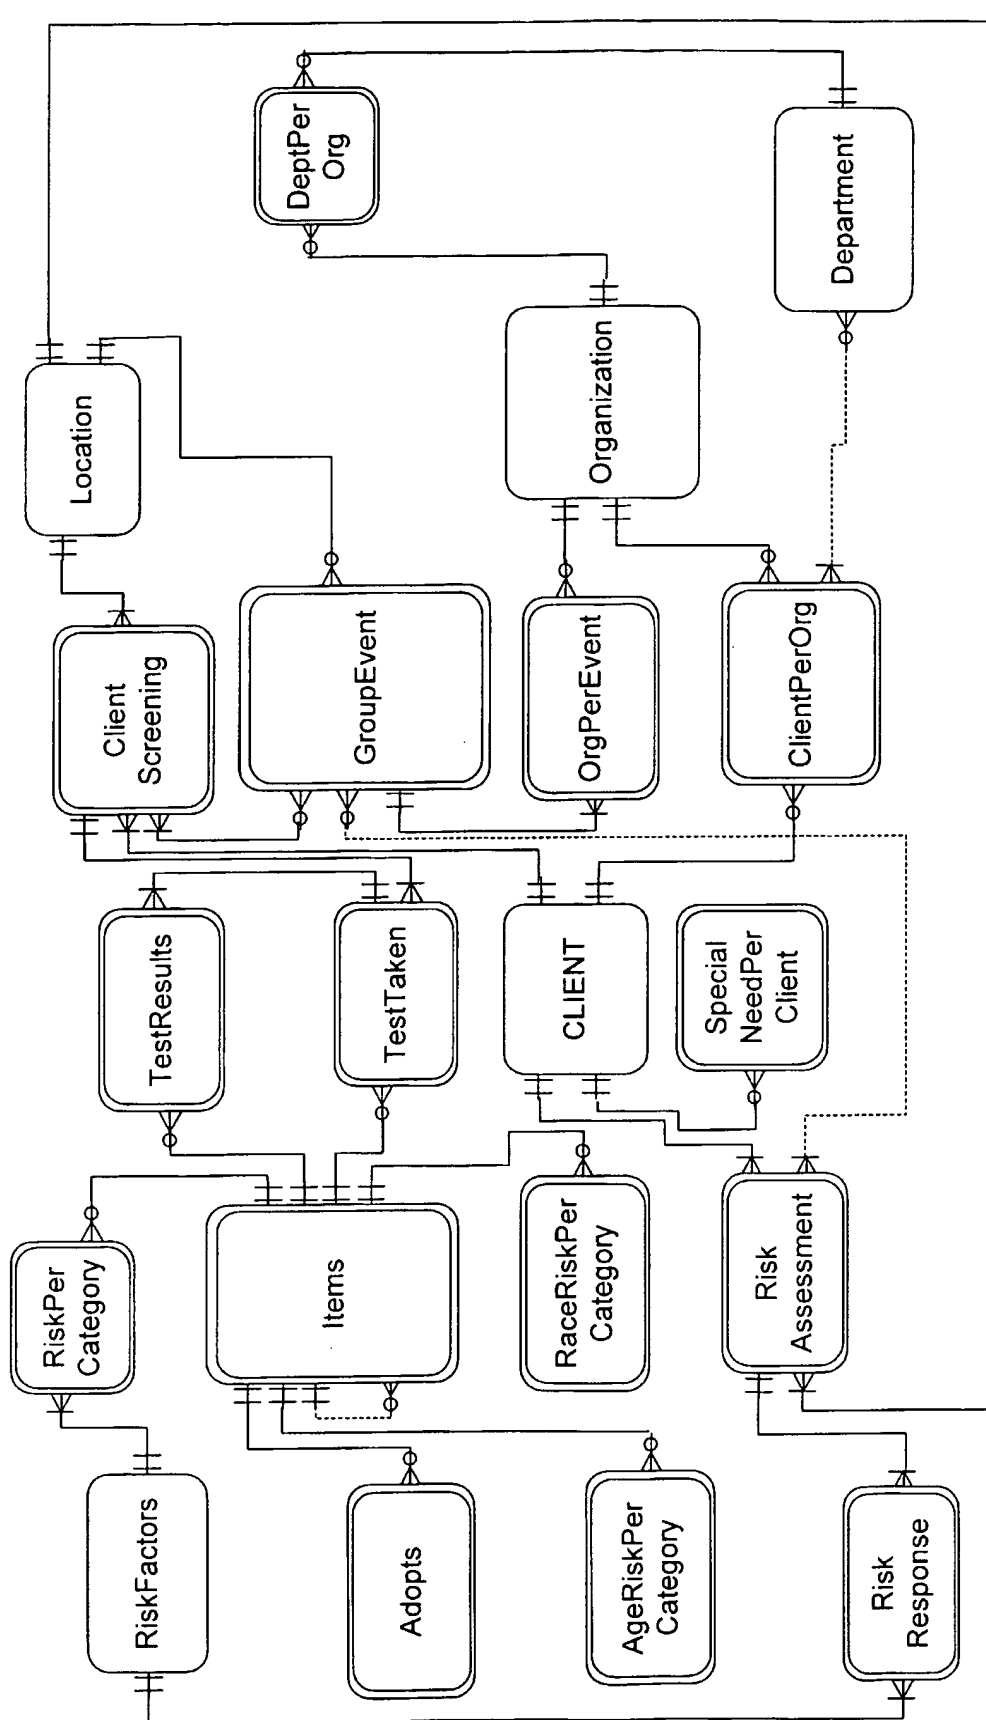 RiskFactors
RiskPer
Category
TestResults
Client
Screening
Location
Adopts
Items
TestTaken
GroupEvent
DeptPer
Org
AgeRiskPer
Category
RaceRiskPer
Category
CLIENT
OrgPerEvent
Organization
Risk
Response
Risk
Assessment
Special
NeedPer
Client
ClientPerOrg
Department